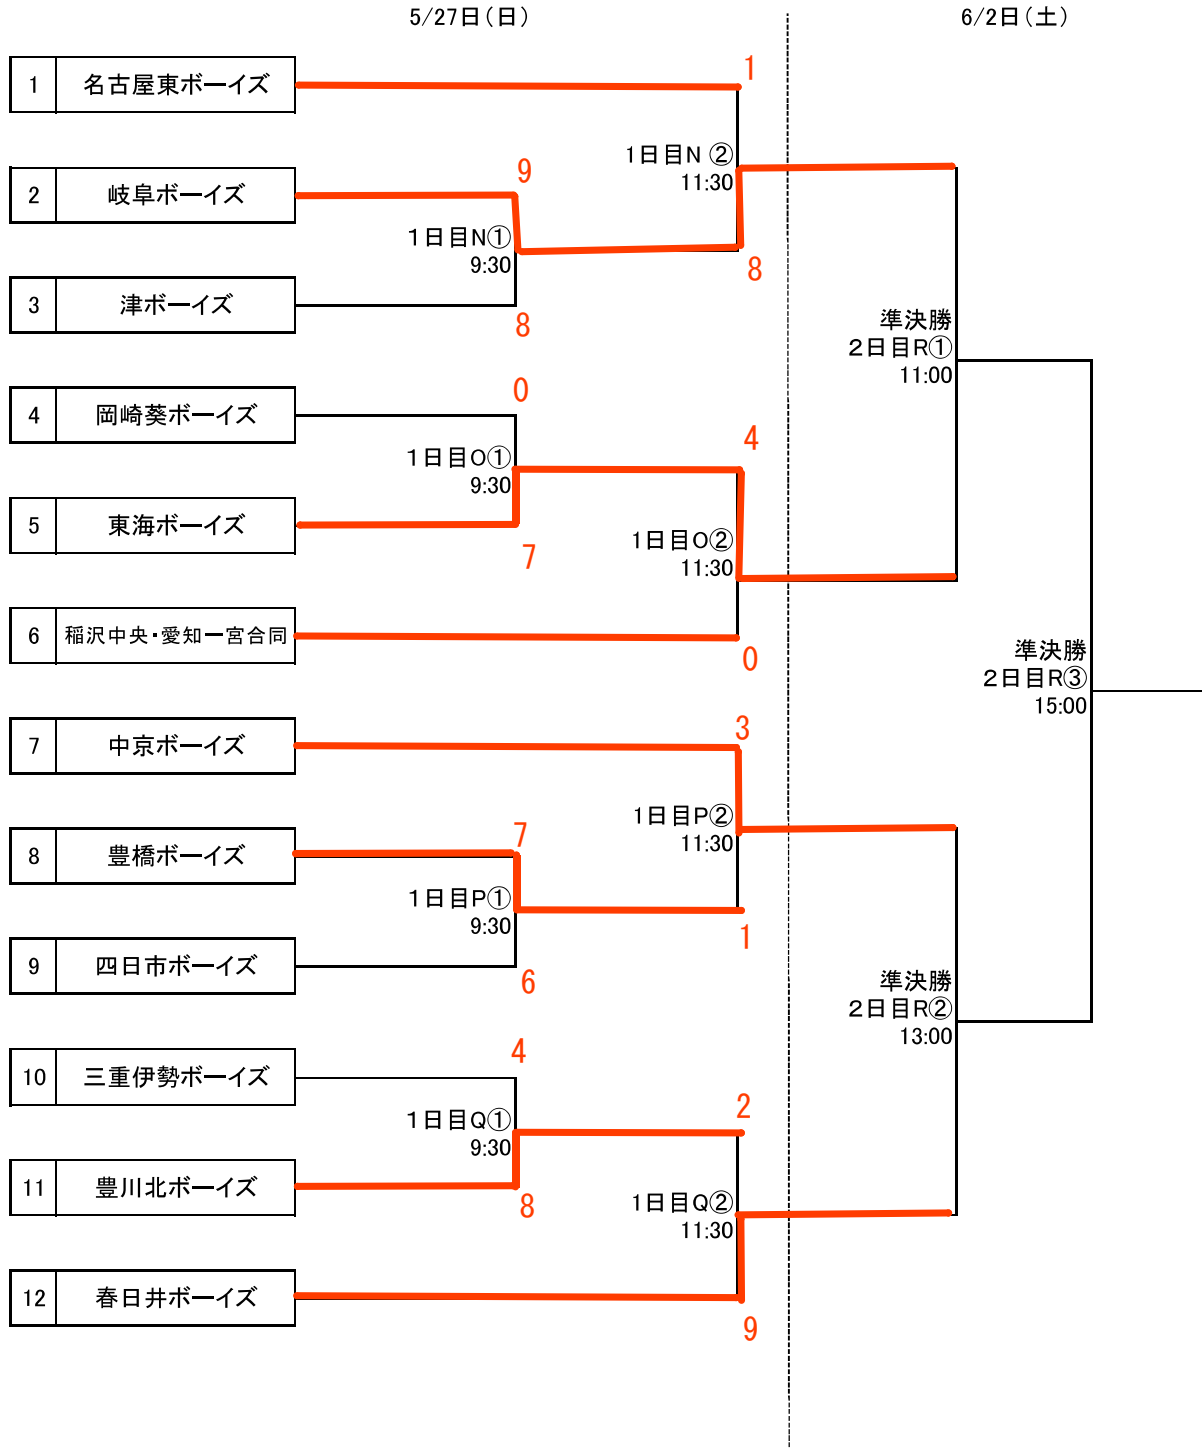 5/27日(日)
6/2日(土)
1 名古屋東ボーイズ
1
1日目N ②
11:30
2 岐阜ボーイズ
9
1日目N①
9:30
8
3 津ボーイズ
8
準決勝
2日目R①
11:00
4 岡崎葵ボーイズ
0
1日目O①
9:30
4
5 東海ボーイズ
7
1日目O②
11:30
6 稲沢中央・愛知一宮合同
0
準決勝
2日目R③
15:00
7 中京ボーイズ
3
1日目P②
11:30
8 豊橋ボーイズ
7
1日目P①
9:30
1
9 四日市ボーイズ
6
準決勝
2日目R②
13:00
10 三重伊勢ボーイズ
4
1日目Q①
9:30
2
11 豊川北ボーイズ
8
1日目Q②
11:30
12 春日井ボーイズ
9